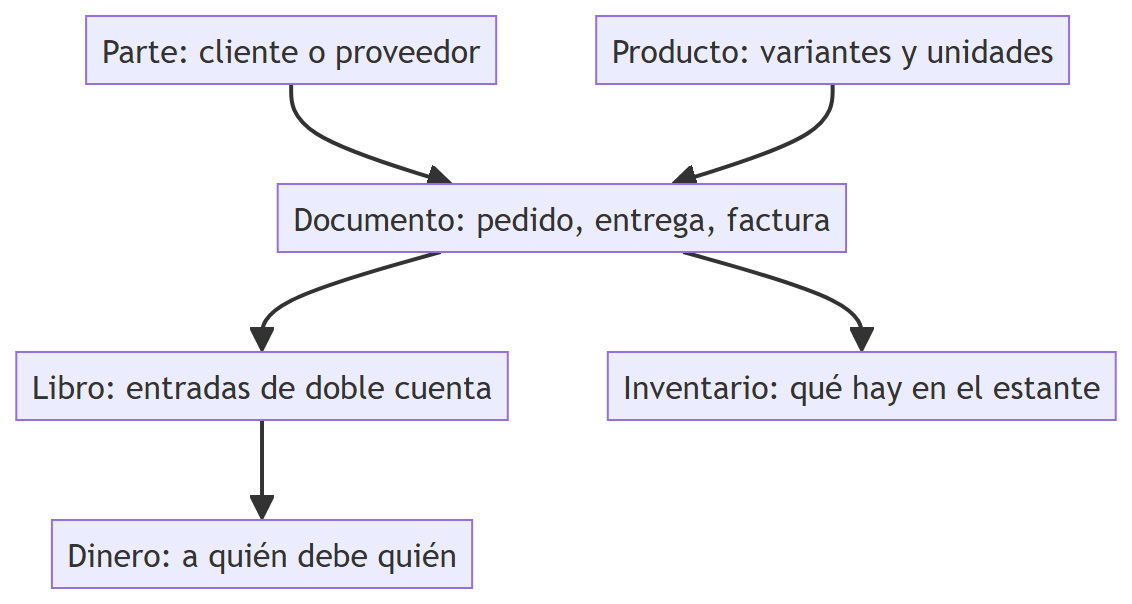 Parte: cliente o proveedor
Producto: variantes y unidades
Documento: pedido, entrega, factura
Libro: entradas de doble cuenta
Inventario: qué hay en el estante
Dinero: a quién debe quién